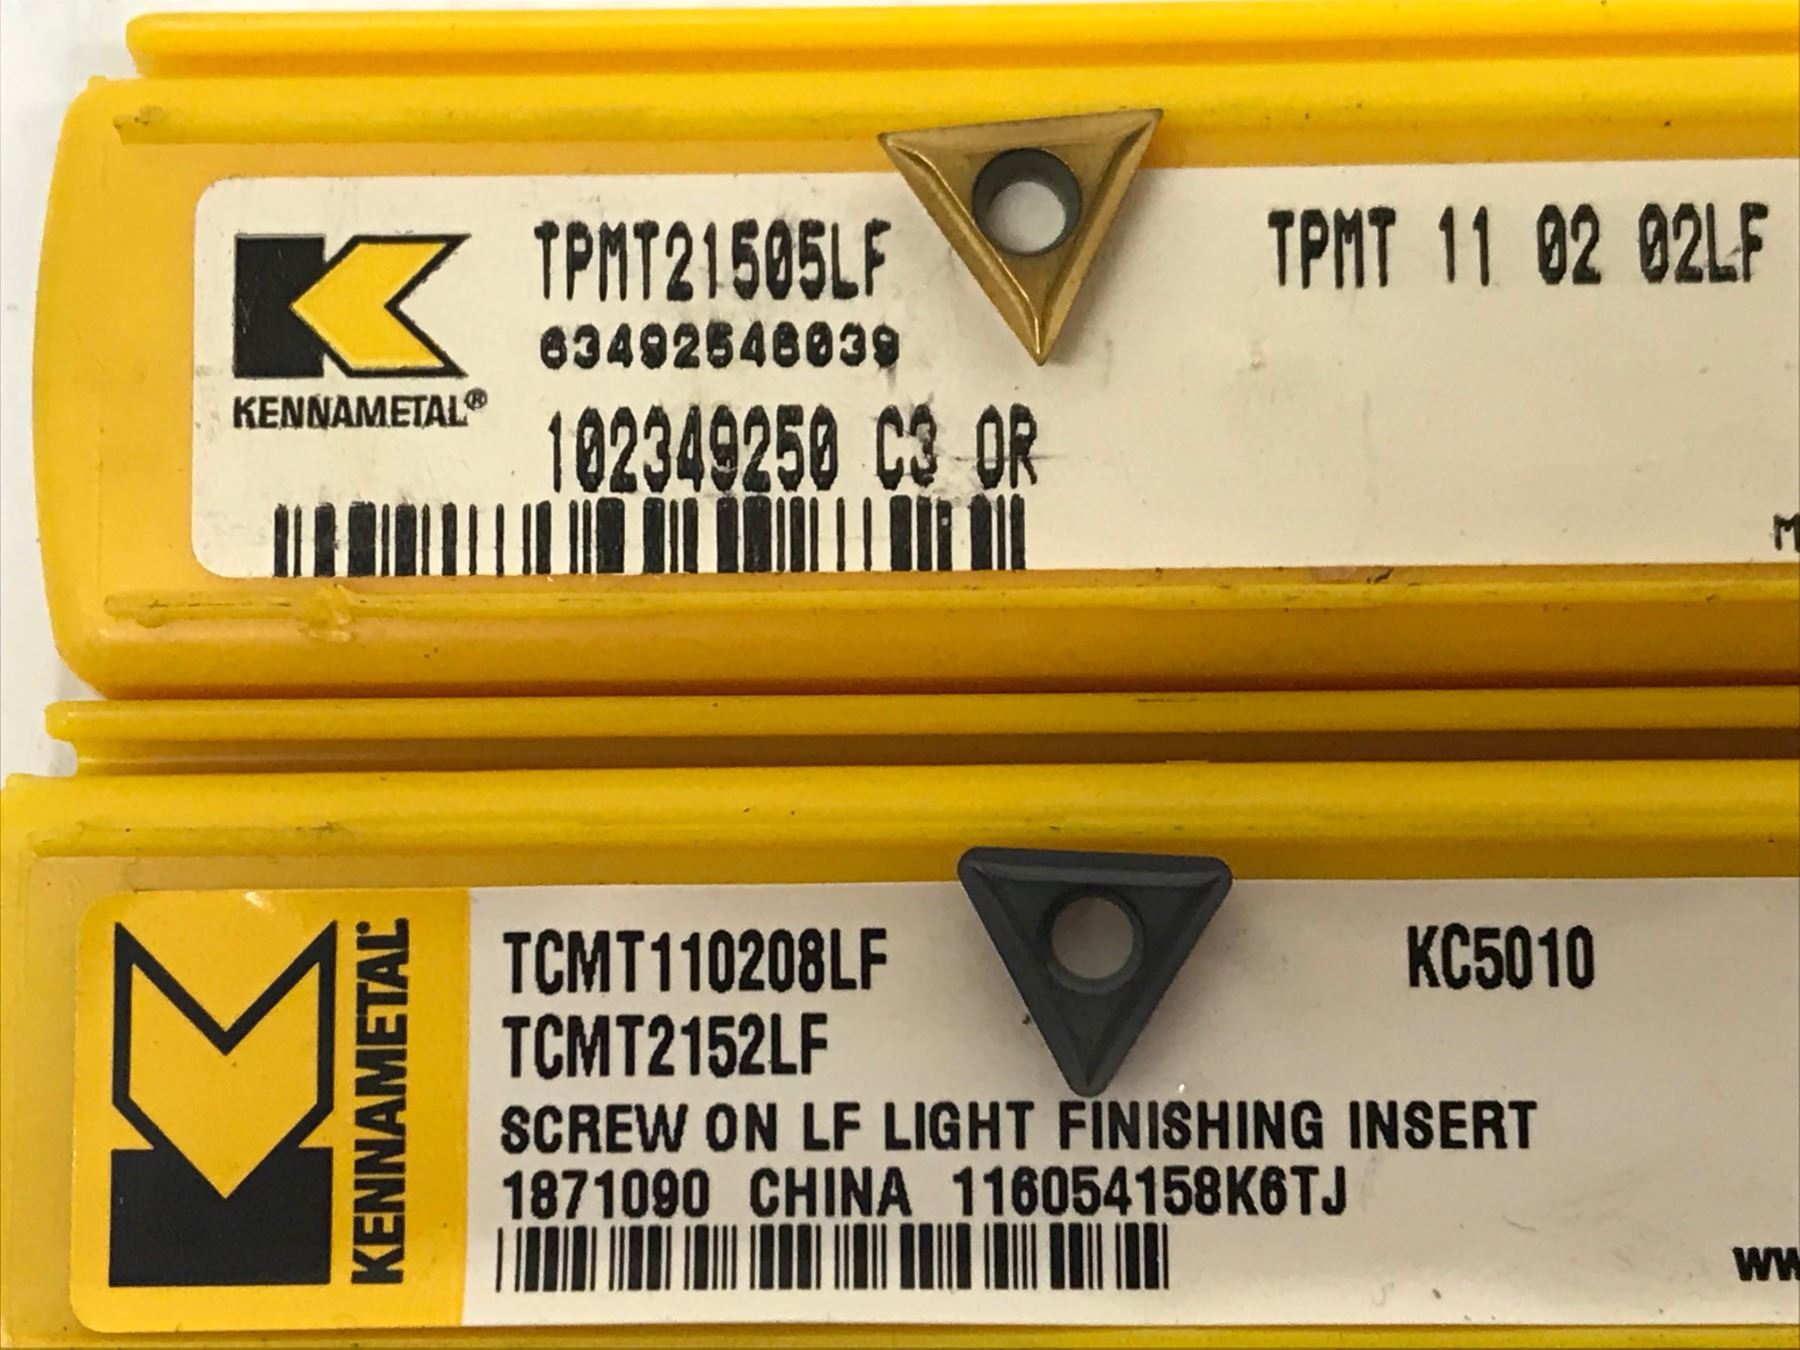 TPMT21505LF
TPMT 11 02 02LF
63492546039
KENNAMETAL®
102349250 C3 OR
TCMT110208LF
KC5010
TCMT2152LF
KENNAMETAL
SCREW ON LF LIGHT FINISHING INSERT
1871090 CHINA 116054158K6TJ
ww